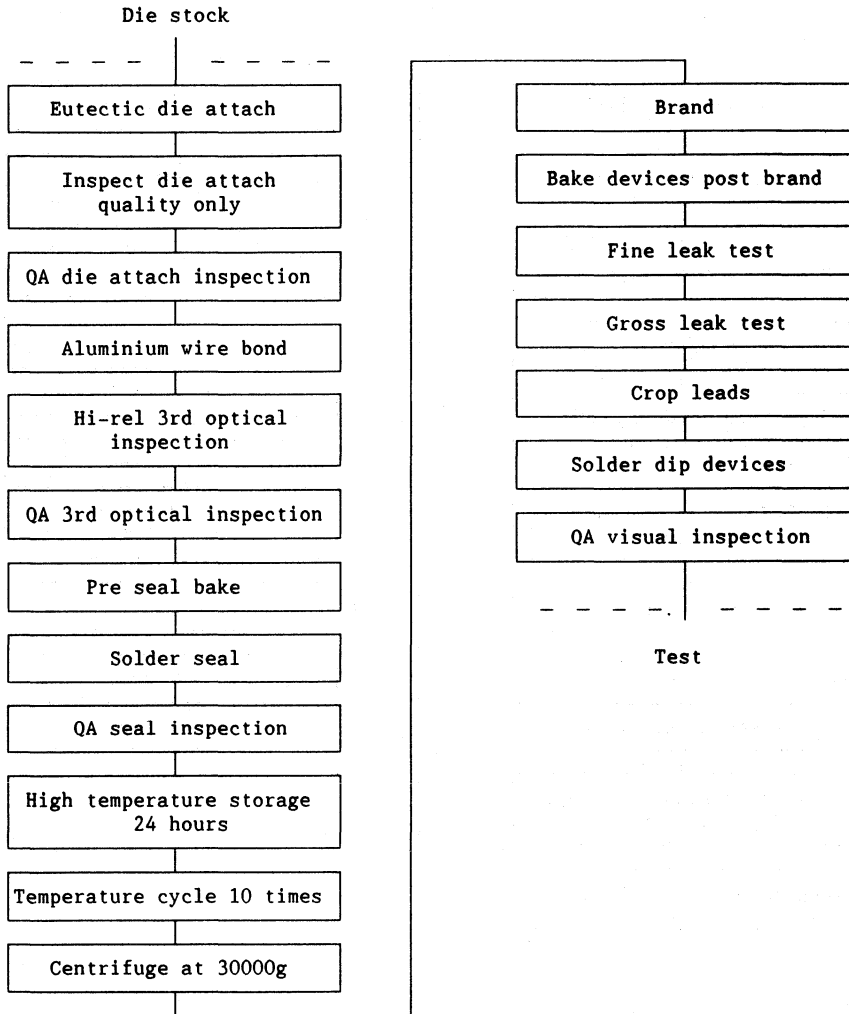 Die stock
Eutectic die attach
Inspect die attach
quality only
QA die attach inspection
Aluminium wire bond
Hi-rel 3rd optical
inspection
QA 3rd optical inspection
Pre seal bake
Solder seal
QA seal inspection
High temperature storage
24 hours
Temperature cycle 10 times
Centrifuge at 30000g
Brand
Bake devices post brand
Fine leak test
Gross leak test
Crop leads
Solder dip devices
QA visual inspection
Test